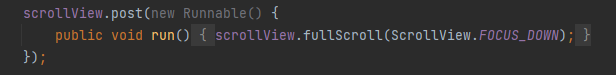 scrollView.post(new Runnable() {
    public void run() { scrollView.fullScroll(ScrollView.FOCUS_DOWN); }
});